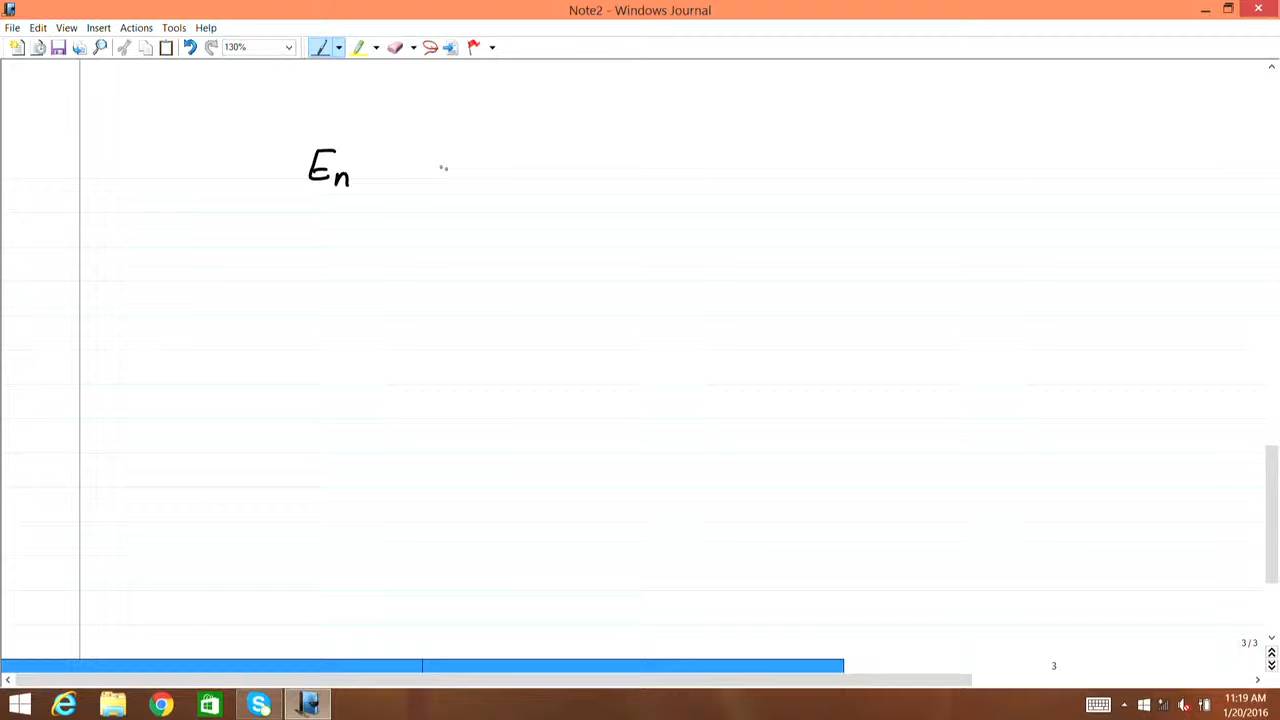 Note2 - Windows Journal
File Edit View Insert Actions Tools Help
130%
En
3 / 3
3
11:19 AM
1/20/2016